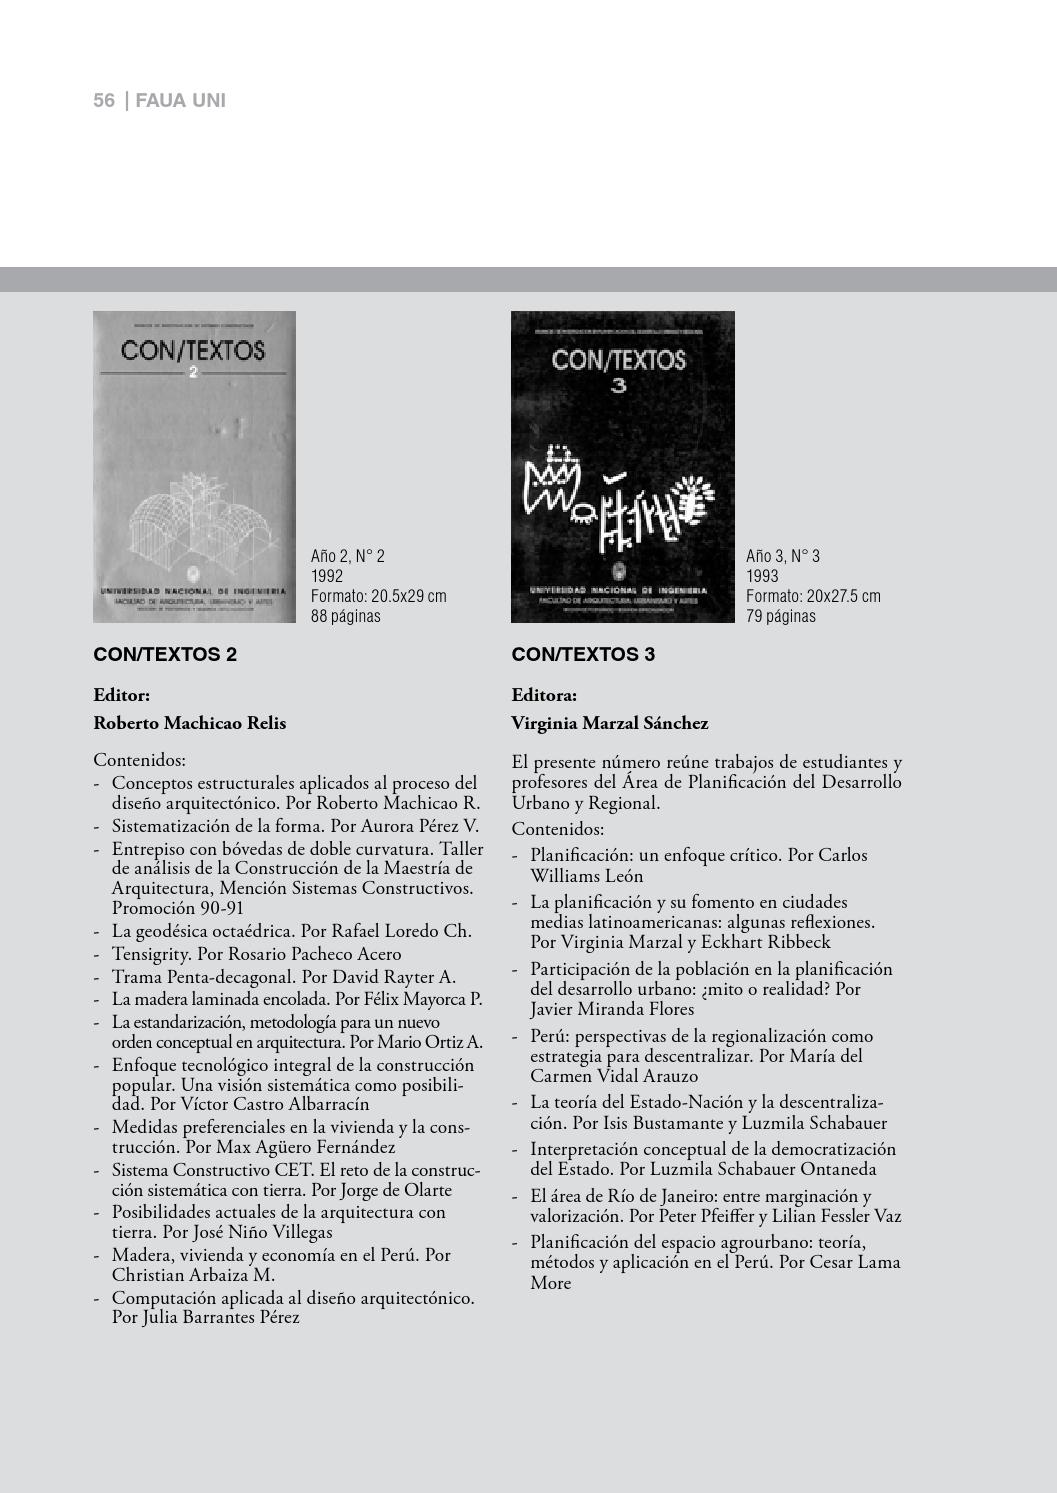 56 | FAUA UNI
CON/TEXTOS
2
UNIVERSIDAD NACIONAL DE INGENIERIA
FACULTAD DE ARQUITECTURA, URBANISMO Y ARTES
Año 2, N° 2
1992
Formato: 20.5x29 cm
88 páginas
CON/TEXTOS 2
Editor:
Roberto Machicao Relis
Contenidos:
- Conceptos estructurales aplicados al proceso del
diseño arquitectónico. Por Roberto Machicao R.
- Sistematización de la forma. Por Aurora Pérez V.
- Entrepiso con bóvedas de doble curvatura. Taller
de análisis de la Construcción de la Maestría de
Arquitectura, Mención Sistemas Constructivos.
Promoción 90-91
- La geodésica octaédrica. Por Rafael Loredo Ch.
- Tensigrity. Por Rosario Pacheco Acero
- Trama Penta-decagonal. Por David Rayter A.
- La madera laminada encolada. Por Félix Mayorca P.
- La estandarización, metodología para un nuevo
orden conceptual en arquitectura. Por Mario Ortiz A.
- Enfoque tecnológico integral de la construcción
popular. Una visión sistemática como posibili-
dad. Por Víctor Castro Albarracín
- Medidas preferenciales en la vivienda y la cons-
trucción. Por Max Agüero Fernández
- Sistema Constructivo CET. El reto de la construc-
ción sistemática con tierra. Por Jorge de Olarte
- Posibilidades actuales de la arquitectura con
tierra. Por José Niño Villegas
- Madera, vivienda y economía en el Perú. Por
Christian Arbaiza M.
- Computación aplicada al diseño arquitectónico.
Por Julia Barrantes Pérez
CON/TEXTOS
3
UNIVERSIDAD NACIONAL DE INGENIERIA
FACULTAD DE ARQUITECTURA, URBANISMO Y ARTES
Año 3, N° 3
1993
Formato: 20x27.5 cm
79 páginas
CON/TEXTOS 3
Editora:
Virginia Marzal Sánchez
El presente número reúne trabajos de estudiantes y
profesores del Área de Planificación del Desarrollo
Urbano y Regional.
Contenidos:
- Planificación: un enfoque crítico. Por Carlos
Williams León
- La planificación y su fomento en ciudades
medias latinoamericanas: algunas reflexiones.
Por Virginia Marzal y Eckhart Ribbeck
- Participación de la población en la planificación
del desarrollo urbano: ¿mito o realidad? Por
Javier Miranda Flores
- Perú: perspectivas de la regionalización como
estrategia para descentralizar. Por María del
Carmen Vidal Arauzo
- La teoría del Estado-Nación y la descentraliza-
ción. Por Isis Bustamante y Luzmila Schabauer
- Interpretación conceptual de la democratización
del Estado. Por Luzmila Schabauer Ontaneda
- El área de Río de Janeiro: entre marginación y
valorización. Por Peter Pfeiffer y Lilian Fessler Vaz
- Planificación del espacio agrourbano: teoría,
métodos y aplicación en el Perú. Por Cesar Lama
More